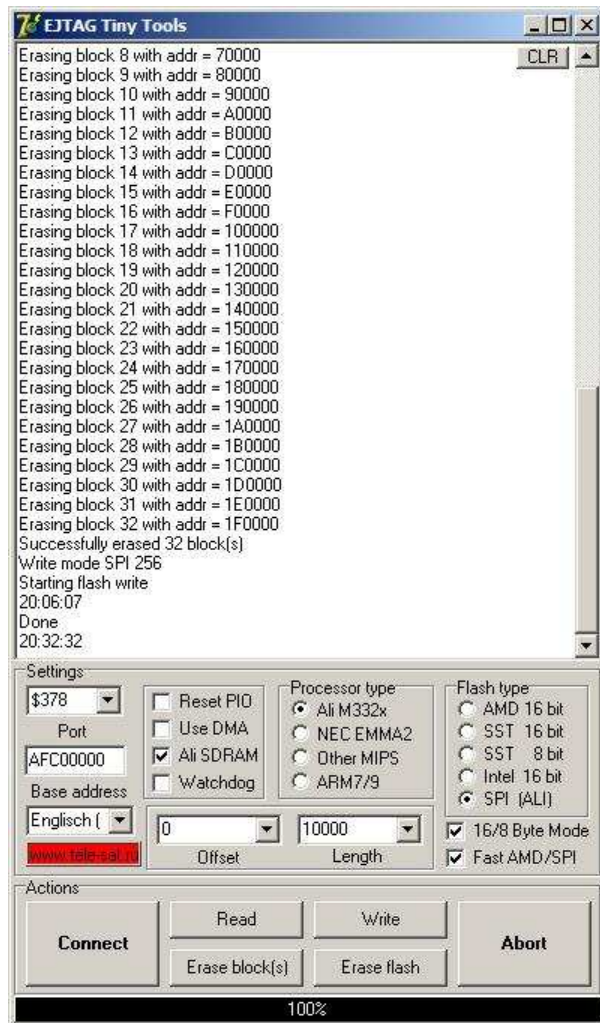 EJTAG Tiny Tools
CLR
Erasing block 8 with addr = 70000
Erasing block 9 with addr = 80000
Erasing block 10 with addr = 90000
Erasing block 11 with addr = A0000
Erasing block 12 with addr = B0000
Erasing block 13 with addr = C0000
Erasing block 14 with addr = D0000
Erasing block 15 with addr = E0000
Erasing block 16 with addr = F0000
Erasing block 17 with addr = 100000
Erasing block 18 with addr = 110000
Erasing block 19 with addr = 120000
Erasing block 20 with addr = 130000
Erasing block 21 with addr = 140000
Erasing block 22 with addr = 150000
Erasing block 23 with addr = 160000
Erasing block 24 with addr = 170000
Erasing block 25 with addr = 180000
Erasing block 26 with addr = 190000
Erasing block 27 with addr = 1A0000
Erasing block 28 with addr = 1B0000
Erasing block 29 with addr = 1C0000
Erasing block 30 with addr = 1D0000
Erasing block 31 with addr = 1E0000
Erasing block 32 with addr = 1F0000
Successfully erased 32 block(s)
Write mode SPI 256
Starting flash write
20:06:07
Done
20:32:32
Settings
$378
Port
AFC00000
Base address
Englisch (
www.tele-sat.ru
Reset PIO
Use DMA
Ali SDRAM
Watchdog
Processor type
Ali M332x
NEC EMMA2
Other MIPS
ARM7/9
Flash type
AMD 16 bit
SST 16 bit
SST 8 bit
Intel 16 bit
SPI (ALI)
0
Offset
10000
Length
16/8 Byte Mode
Fast AMD/SPI
Actions
Connect
Read
Write
Erase block(s)
Erase flash
Abort
100%